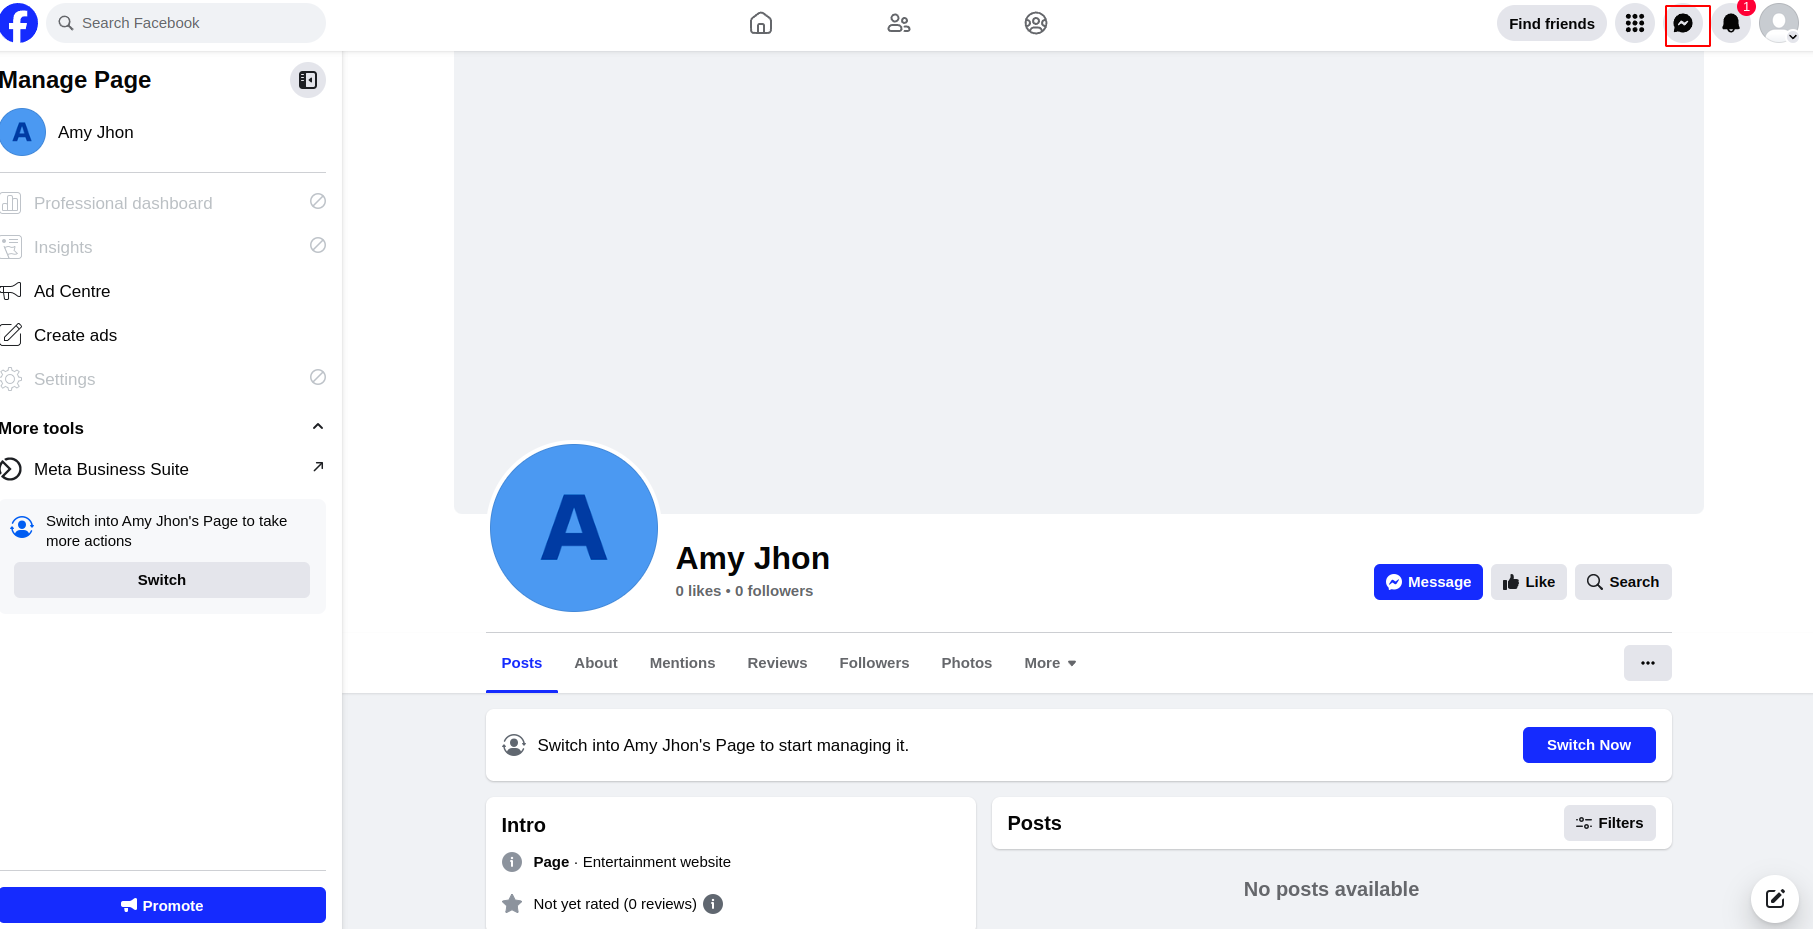 Search Facebook
Find friends
1
Manage Page
A
Amy Jhon
Professional dashboard
Insights
Ad Centre
Create ads
Settings
More tools
Meta Business Suite
Switch into Amy Jhon's Page to take
more actions
Switch
Promote
A
Amy Jhon
0 likes • 0 followers
Message
Like
Search
Posts
About
Mentions
Reviews
Followers
Photos
More
Switch into Amy Jhon's Page to start managing it.
Switch Now
Intro
Page · Entertainment website
Not yet rated (0 reviews)
Posts
Filters
No posts available